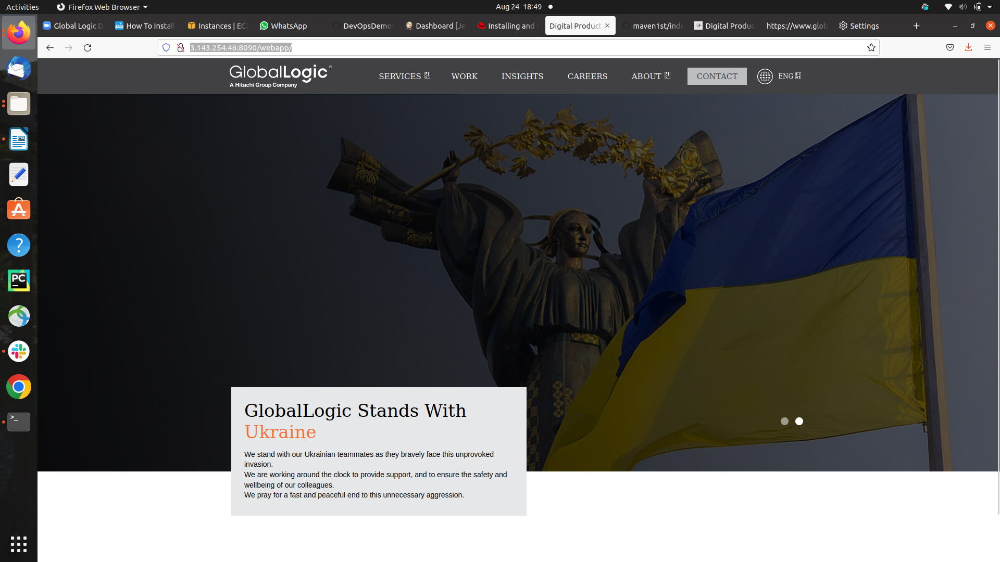 Activities
Firefox Web Browser
Aug 24 18:49
Global Logic D
How To Install
Instances | EC2
WhatsApp
DevOpsDemo
Dashboard [Je
Installing and
Digital Product
maven1st/inde
Digital Produc
https://www.glob
Settings
3.143.254.46:8090/webapp/
GlobalLogic®
A Hitachi Group Company
SERVICES
WORK
INSIGHTS
CAREERS
ABOUT
CONTACT
ENG
PC
GlobalLogic Stands With
Ukraine
We stand with our Ukrainian teammates as they bravely face this unprovoked
invasion.
We are working around the clock to provide support, and to ensure the safety and
wellbeing of our colleagues.
We pray for a fast and peaceful end to this unnecessary aggression.